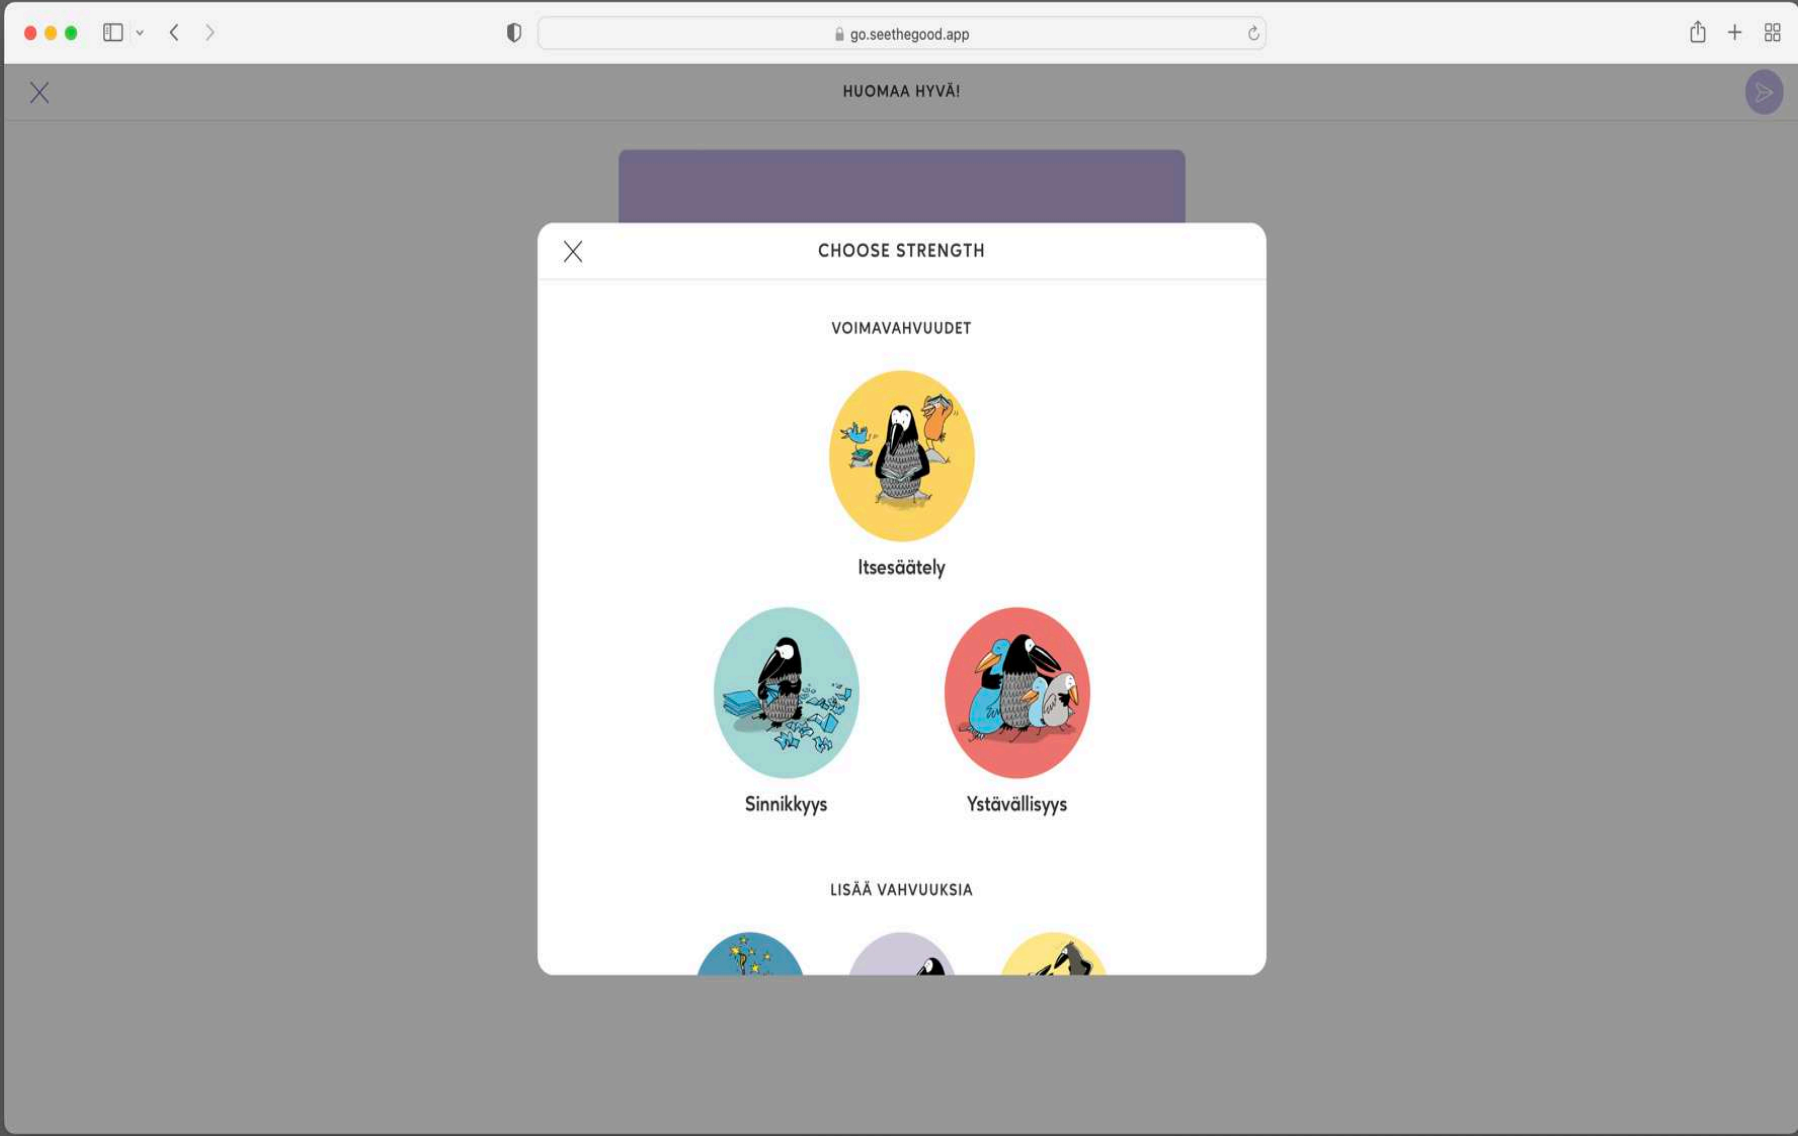 go.seethegood.app
HUOMAA HYVÄ!
CHOOSE STRENGTH
VOIMAVAHVUUDET
Itsesäätely
Sinnikkyys
Ystävällisyys
LISÄÄ VAHVUUKSIA